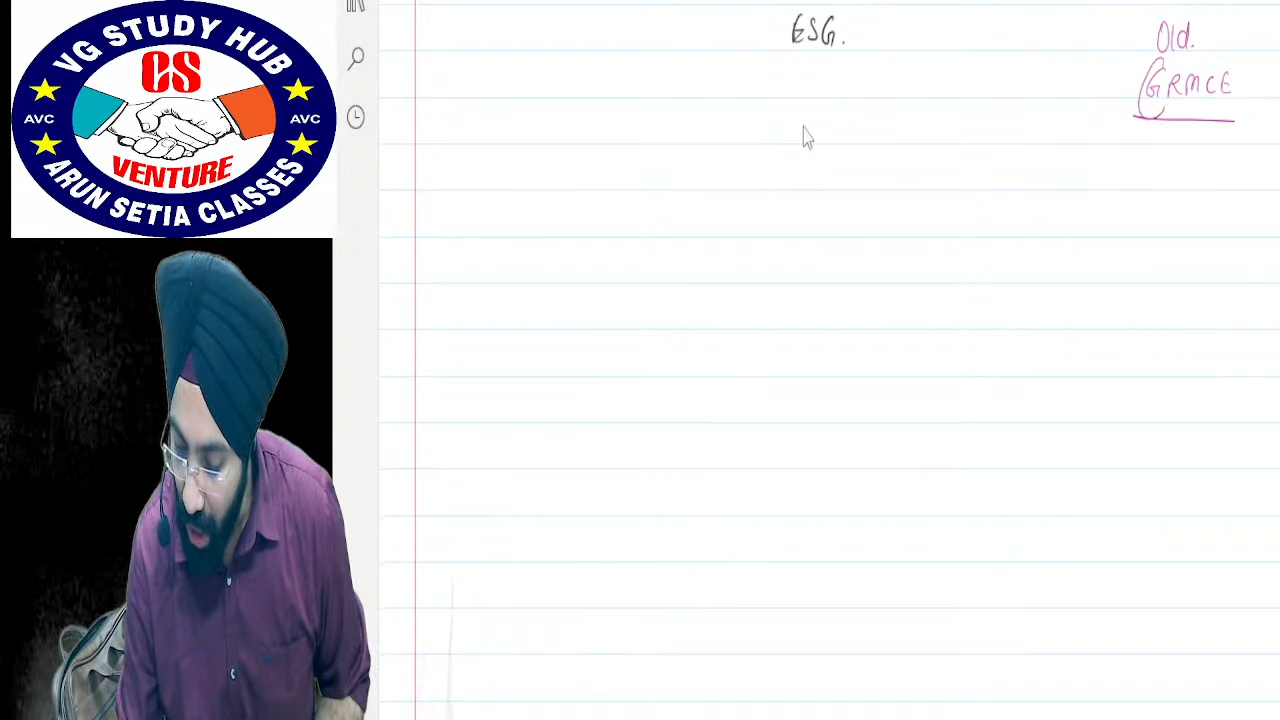 VG STUDY HUB
CS
AVC
AVC
VENTURE
ARUN SETIA CLASSES
ESG.
Old.
GRMCE